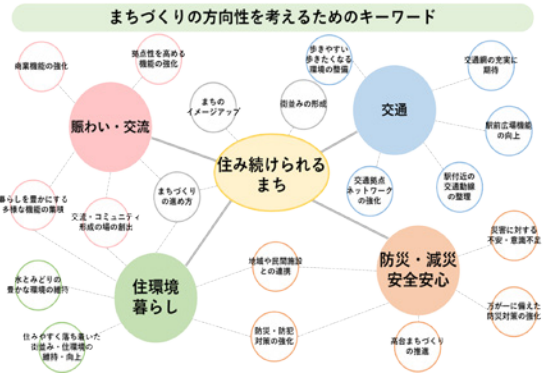 まちづくりの方向性を考えるためのキーワード
商業機能の強化
拠点性を高める
機能の強化
歩きやすい
歩きたくなる
環境の整備
交通網の充実に
期待
まちの
イメージアップ
街並みの形成
交通
賑わい・交流
駅前広場機能
の向上
住み続けられる
まち
暮らしを豊かにする
多様な機能の集積
まちづくり
の進め方
交通拠点
ネットワーク
の強化
駅付近の
交通動線
の整理
交流・コミュニティ
形成の場の創出
災害に対する
不安・意識不足
水とみどりの
豊かな環境の維持
住環境
暮らし
地域や民間施設
との連携
防災・減災
安全安心
万が一に備えた
防災対策の強化
住みやすく落ち着いた
街並み・住環境の
維持・向上
防災・防犯
対策の強化
高台まちづくり
の推進